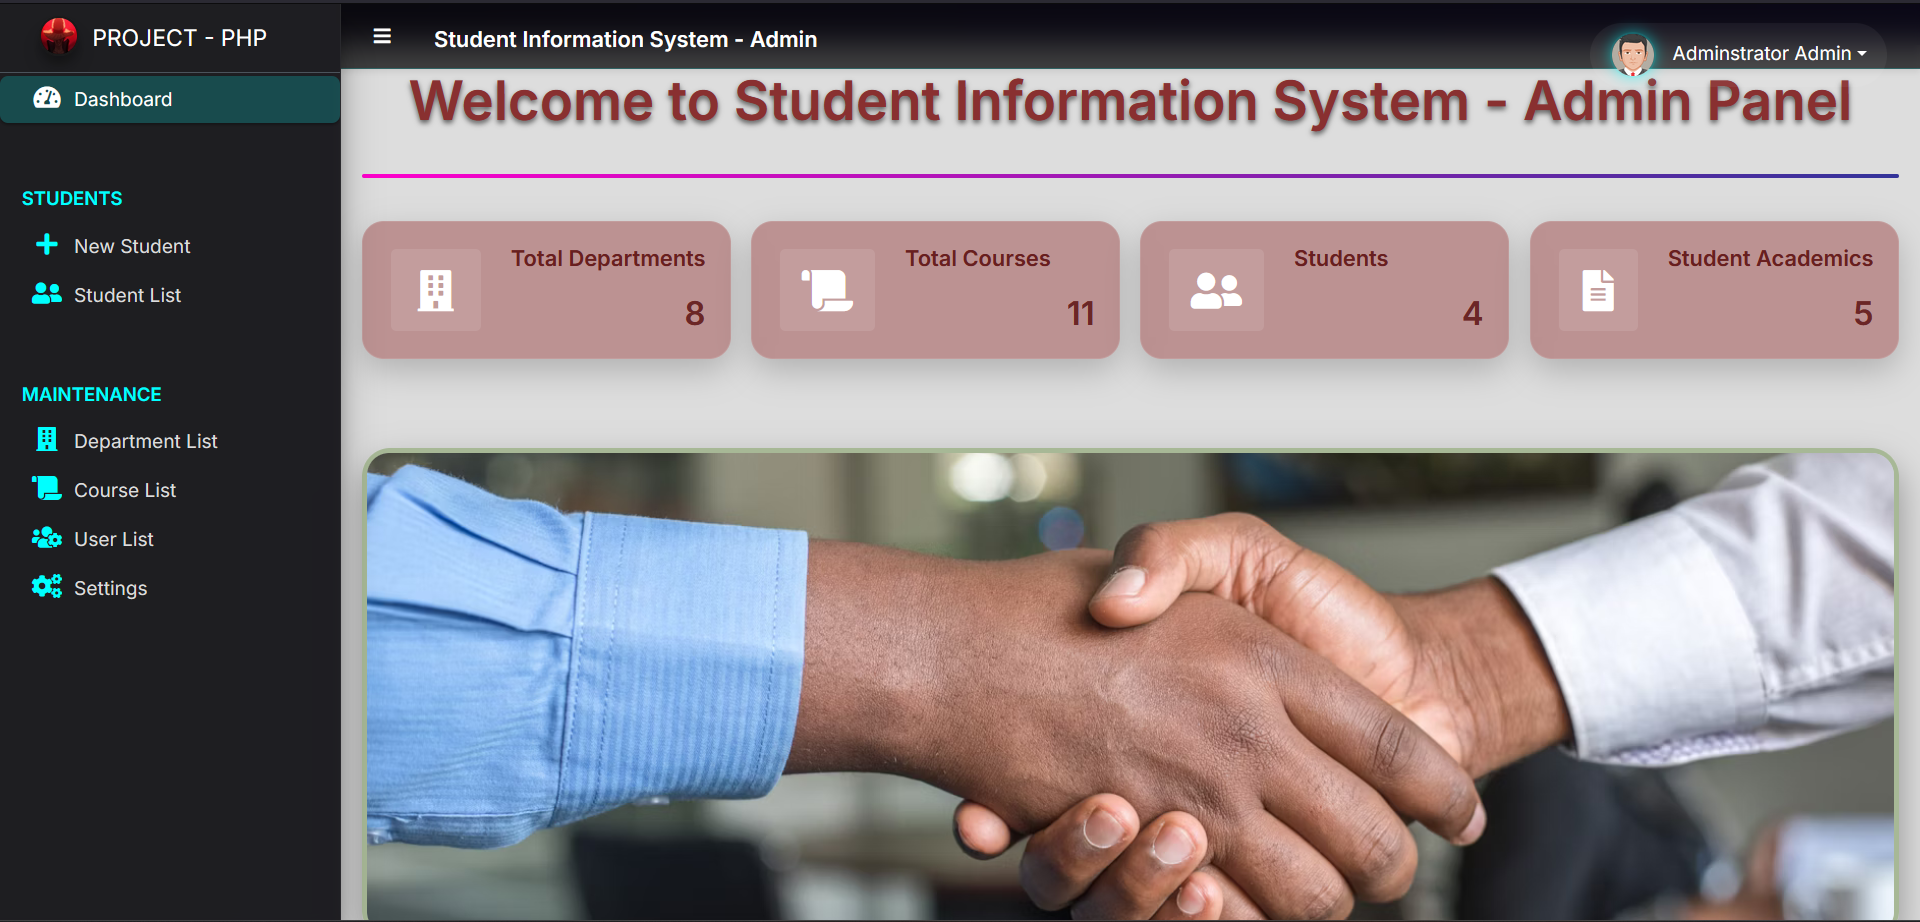 PROJECT - PHP
Student Information System - Admin
Adminstrator Admin
Dashboard
STUDENTS
New Student
Student List
MAINTENANCE
Department List
Course List
User List
Settings
Welcome to Student Information System - Admin Panel
Total Departments
8
Total Courses
11
Students
4
Student Academics
5